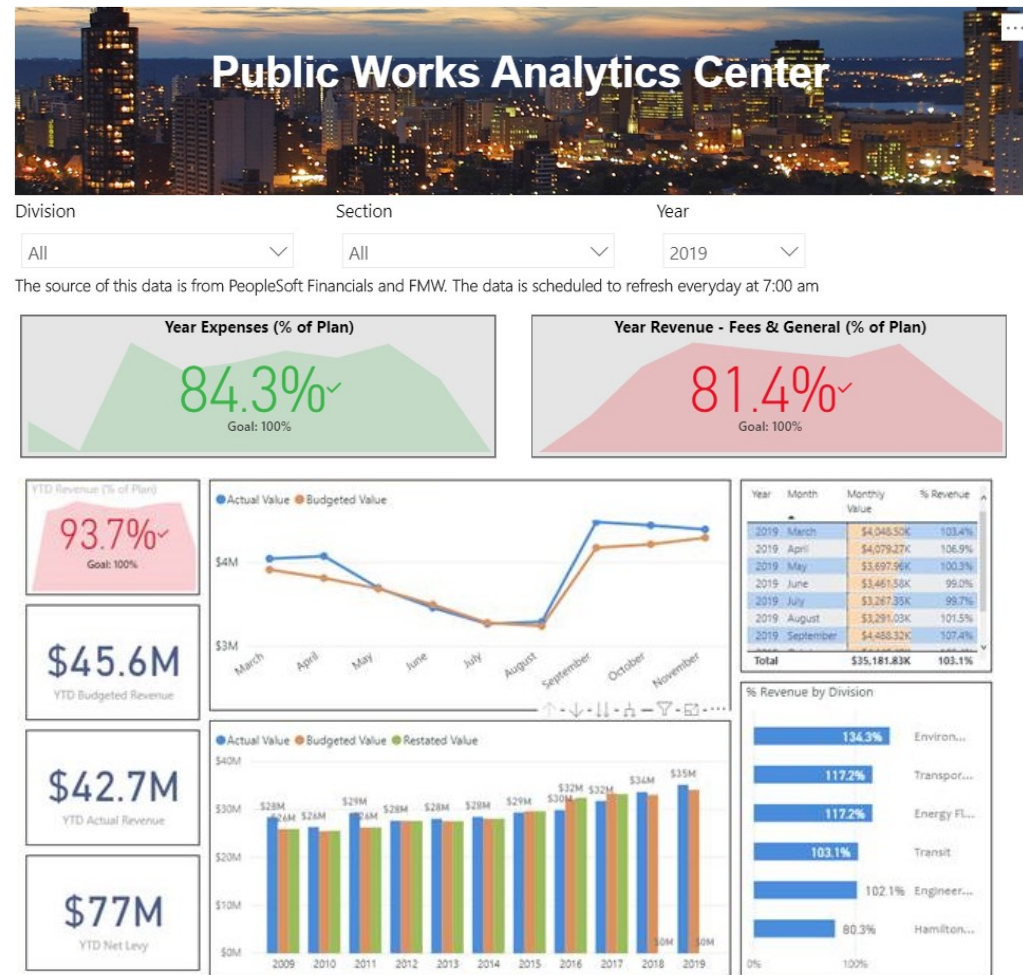 Public Works Analytics Center
Division
Section
Year
All
All
2019
The source of this data is from PeopleSoft Financials and FMW. The data is scheduled to refresh everyday at 7:00 am
Year Expenses (% of Plan)
84.3%
Goal: 100%
Year Revenue - Fees & General (% of Plan)
81.4%
Goal: 100%
YTD Revenue (% of Plan)
93.7%
Goal: 100%
$45.6M
YTD Budgeted Revenue
$42.7M
YTD Actual Revenue
$77M
YTD Net Levy
Actual Value Budgeted Value
$4M
$3M
March April May June July August September October November
Year Month Monthly Value % Revenue
2019 March $4,048.50K 103.4%
2019 April $4,079.27K 106.9%
2019 May $3,697.96K 100.3%
2019 June $3,461.58K 99.0%
2019 July $3,267.35K 99.7%
2019 August $3,291.03K 101.5%
2019 September $4,488.32K 107.4%
Total $35,181.83K 103.1%
Actual Value Budgeted Value Restated Value
$40M
$30M
$20M
$10M
$0M
$28M $26M $26M $29M $26M $28M $28M $28M $29M $30M $32M $32M $34M $35M
$0M $0M
2009 2010 2011 2012 2013 2014 2015 2016 2017 2018 2019
% Revenue by Division
134.3% Environ...
117.2% Transpor...
117.2% Energy Fl...
103.1% Transit
102.1% Engineer...
80.3% Hamilton...
0% 100%